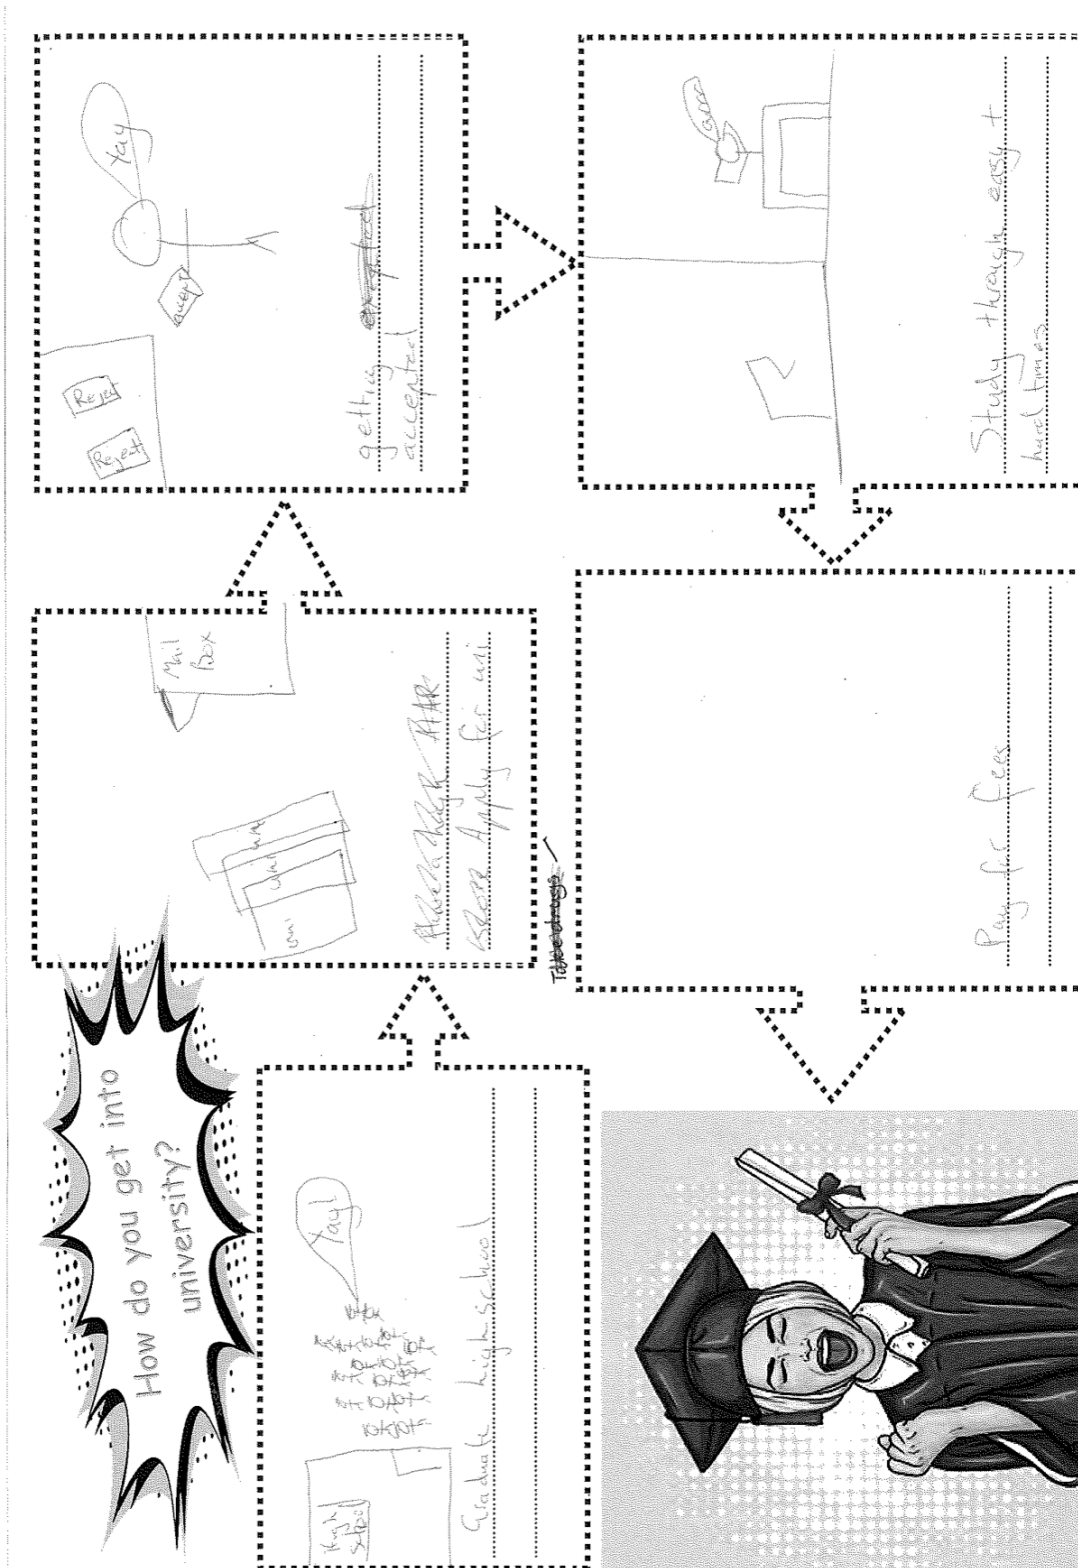 How do you get into
university?
High
School
Yay!
Graduate high school
uni
uni
uni
Mail
Box
Apply for uni
Reject
Reject
accept
Yay
getting
accepted
arrr
Study through easy +
hard times
Pay for fees